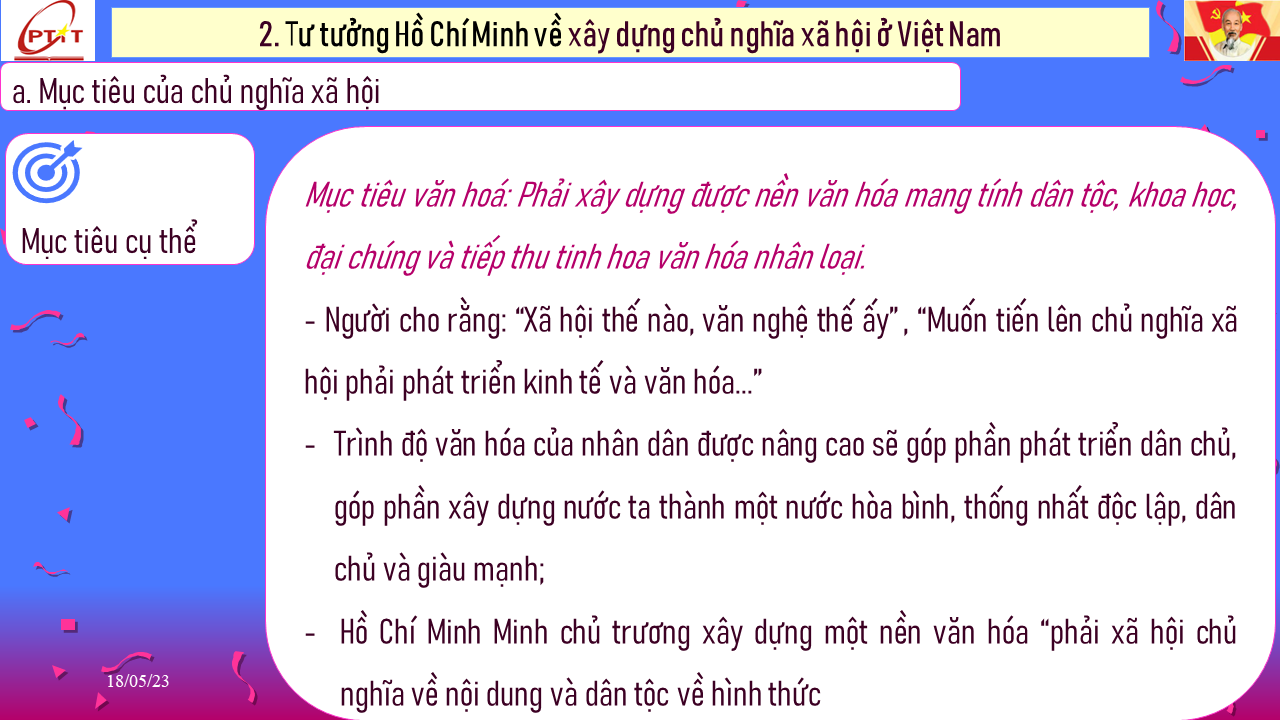 PTIT
2. Tư tưởng Hồ Chí Minh về xây dựng chủ nghĩa xã hội ở Việt Nam
a. Mục tiêu của chủ nghĩa xã hội
Mục tiêu cụ thể
Mục tiêu văn hoá: Phải xây dựng được nền văn hóa mang tính dân tộc, khoa học,
đại chúng và tiếp thu tinh hoa văn hóa nhân loại.
- Người cho rằng: “Xã hội thế nào, văn nghệ thế ấy” , “Muốn tiến lên chủ nghĩa xã
hội phải phát triển kinh tế và văn hóa...”
- Trình độ văn hóa của nhân dân được nâng cao sẽ góp phần phát triển dân chủ,
góp phần xây dựng nước ta thành một nước hòa bình, thống nhất độc lập, dân
chủ và giàu mạnh;
- Hồ Chí Minh Minh chủ trương xây dựng một nền văn hóa “phải xã hội chủ
nghĩa về nội dung và dân tộc về hình thức
18/05/23